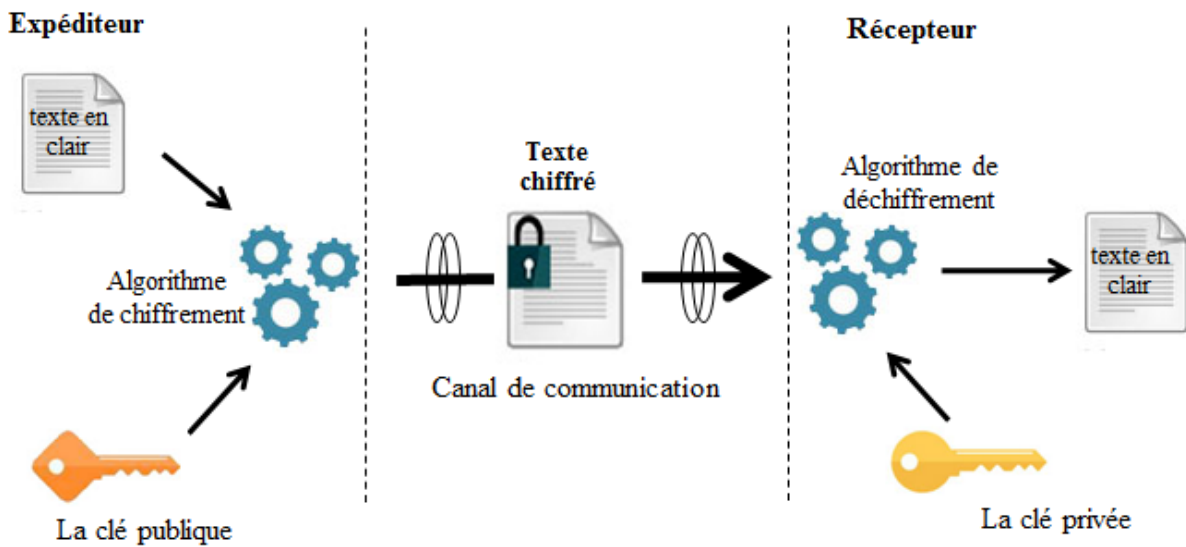 Expéditeur
texte en
clair
Algorithme
de chiffrement
La clé publique
Texte
chiffré
Canal de communication
Récepteur
Algorithme de
déchiffrement
texte en
clair
La clé privée